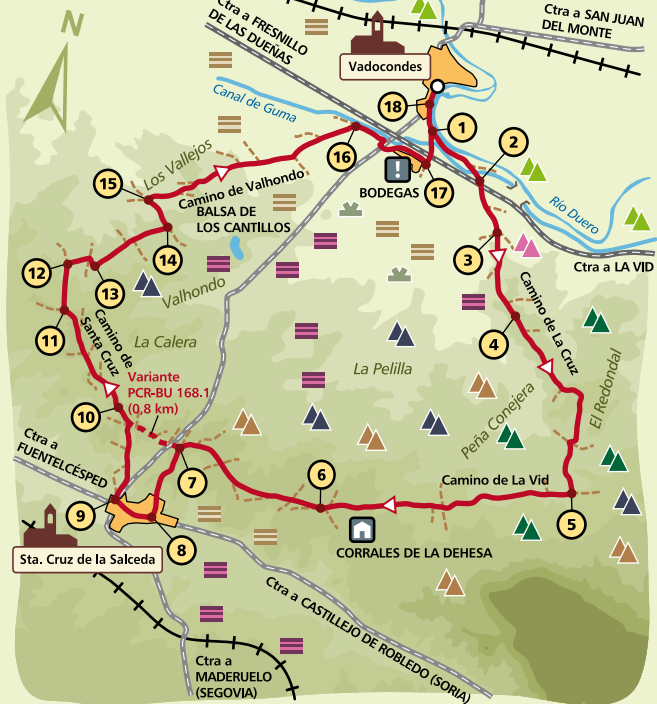 N
Ctra a FRESNILLO
DE LAS DUEÑAS
Ctra a SAN JUAN
DEL MONTE
Vadocondes
Canal de Guma
18
1
2
16
BODEGAS
17
Los Vallejos
15
Camino de Valhondo
BALSA DE
LOS CANTILLOS
Río Duero
3
Ctra a LA VID
14
12
13
Valhondo
11
Camino de
Santa Cruz
La Calera
4
Camino de La Cruz
La Pelilla
El Redondal
Variante
PCR-BU 168.1
(0,8 km)
Peña Conejera
10
Ctra a
FUENTELCÉSPED
7
6
Camino de La Vid
9
5
8
CORRALES DE LA DEHESA
Sta. Cruz de la Salceda
Ctra a CASTILLEJO DE ROBLEDO (SORIA)
Ctra a
MADERUELO
(SEGOVIA)